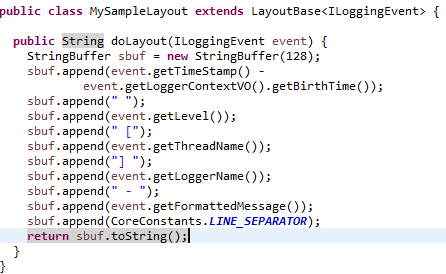 public class MySampleLayout extends LayoutBase<ILoggingEvent> {
public String doLayout(ILoggingEvent event) {
StringBuffer sbuf = new StringBuffer(128);
sbuf.append(event.getTimeStamp() -
event.getLoggerContextVO().getBirthTime());
sbuf.append(" ");
sbuf.append(event.getLevel());
sbuf.append(" [");
sbuf.append(event.getThreadName());
sbuf.append("] ");
sbuf.append(event.getLoggerName());
sbuf.append(" - ");
sbuf.append(event.getFormattedMessage());
sbuf.append(CoreConstants.LINE_SEPARATOR);
return sbuf.toString();
}
}